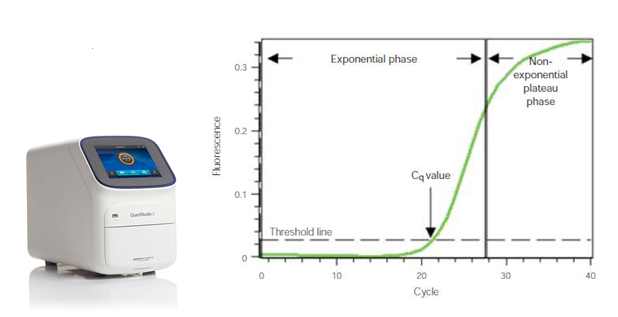 QuantStudio 3
Exponential phase
Non-
exponential
plateau
phase
Cq value
Threshold line
Fluorescence
0.3
0.2
0.1
0
0 10 20 30 40
Cycle